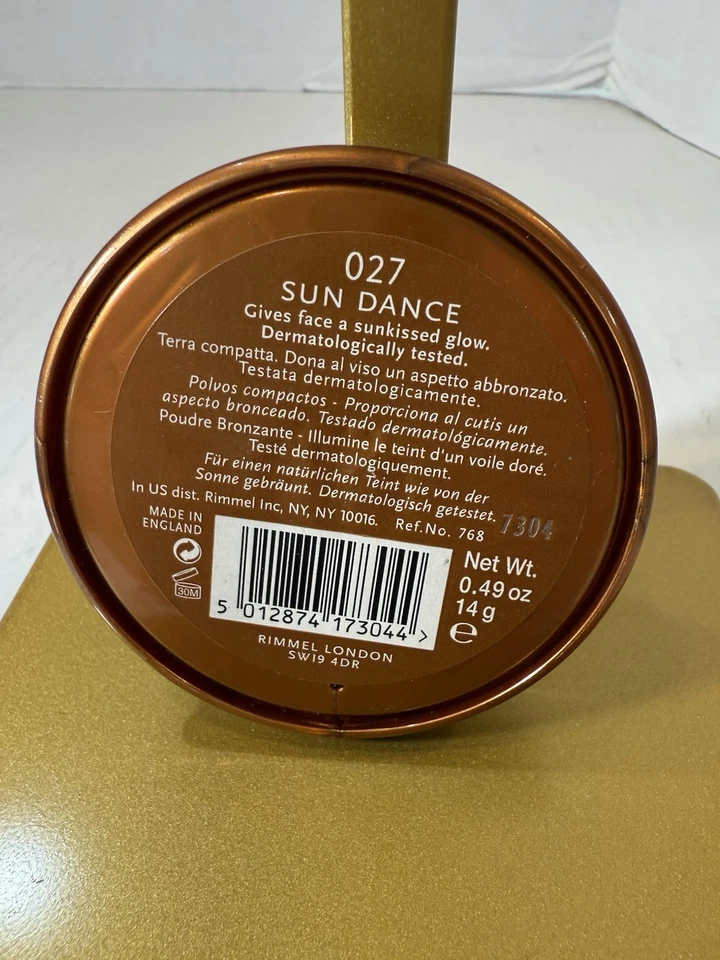 027
SUN DANCE
Gives face a sunkissed glow.
Dermatologically tested.
Terra compatta. Dona al viso un aspetto abbronzato.
Testata dermatologicamente.
Polvos compactos - Proporciona al cutis un
aspecto bronceado. Testado dermatológicamente.
Poudre Bronzante - Illumine le teint d'un voile doré.
Testé dermatologiquement.
Für einen natürlichen Teint wie von der
Sonne gebräunt. Dermatologisch getestet.
7304
In US dist. Rimmel Inc, NY, NY 10016. Ref.No. 768
MADE IN
ENGLAND
30M
5 012874 173044 >
Net Wt.
0.49 oz
14 g
e
RIMMEL LONDON
SW19 4DR